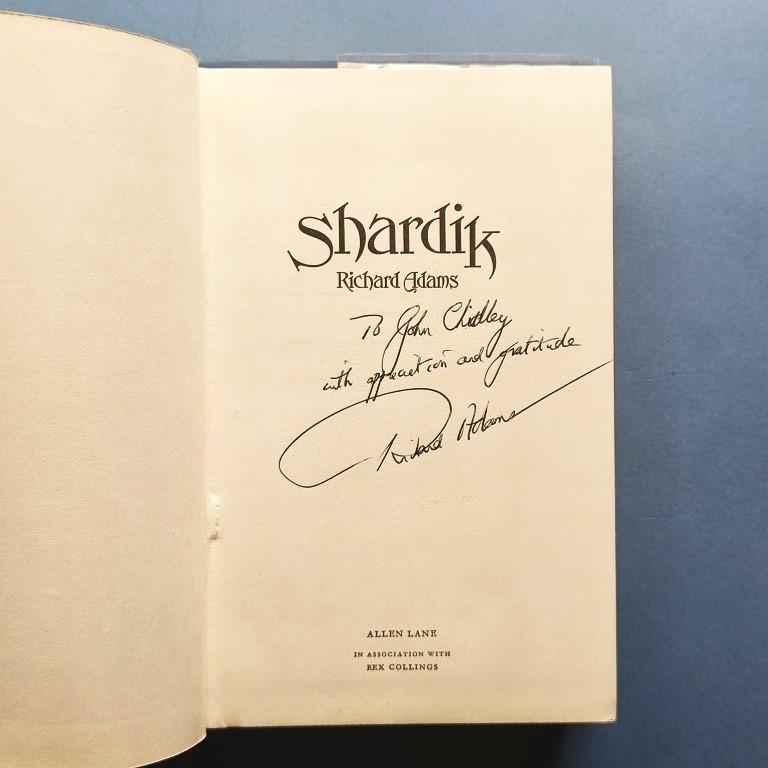 Shardik
Richard Adams
To John Chidley
with appreciation and gratitude
Richard Adams
ALLEN LANE
IN ASSOCIATION WITH
REX COLLINGS